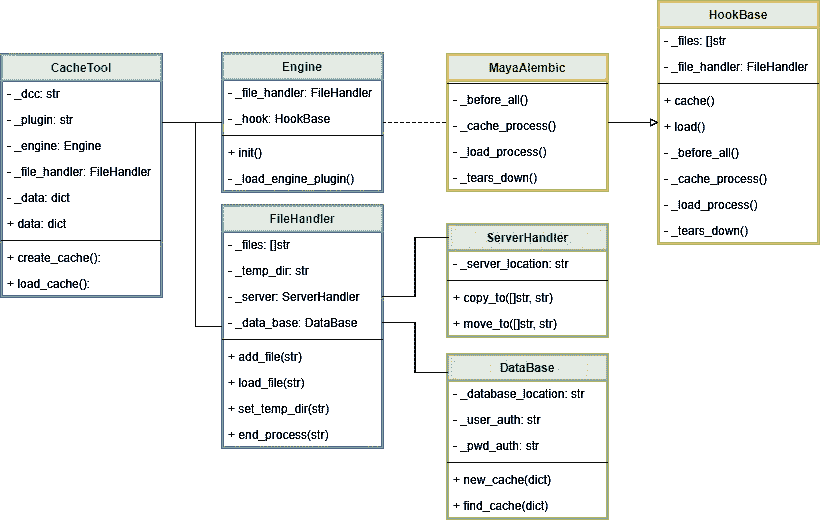 CacheTool
- _dcc: str
- _plugin: str
- _engine: Engine
- _file_handler: FileHandler
- _data: dict
+ data: dict
+ create_cache():
+ load_cache():
Engine
- _file_handler: FileHandler
- _hook: HookBase
+ init()
- _load_engine_plugin()
FileHandler
- _files: []str
- _temp_dir: str
- _server: ServerHandler
- _data_base: DataBase
+ add_file(str)
+ load_file(str)
+ set_temp_dir(str)
+ end_process(str)
MayaAlembic
- _before_all()
- _cache_process()
- _load_process()
- _tears_down()
ServerHandler
- _server_location: str
+ copy_to([]str, str)
+ move_to([]str, str)
DataBase
- _database_location: str
- _user_auth: str
- _pwd_auth: str
+ new_cache(dict)
+ find_cache(dict)
HookBase
- _files: []str
- _file_handler: FileHandler
+ cache()
+ load()
- _before_all()
- _cache_process()
- _load_process()
- _tears_down()